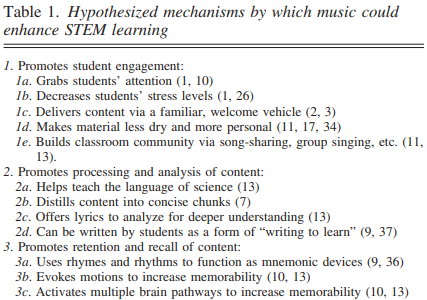 Table 1. Hypothesized mechanisms by which music could
enhance STEM learning
1. Promotes student engagement:
1a. Grabs students' attention (1, 10)
1b. Decreases students' stress levels (1, 26)
1c. Delivers content via a familiar, welcome vehicle (2, 3)
1d. Makes material less dry and more personal (11, 17, 34)
1e. Builds classroom community via song-sharing, group singing, etc. (11,
13).
2. Promotes processing and analysis of content:
2a. Helps teach the language of science (13)
2b. Distills content into concise chunks (7)
2c. Offers lyrics to analyze for deeper understanding (13)
2d. Can be written by students as a form of “writing to learn” (9, 37)
3. Promotes retention and recall of content:
3a. Uses rhymes and rhythms to function as mnemonic devices (9, 36)
3b. Evokes motions to increase memorability (10, 13)
3c. Activates multiple brain pathways to increase memorability (10, 13)